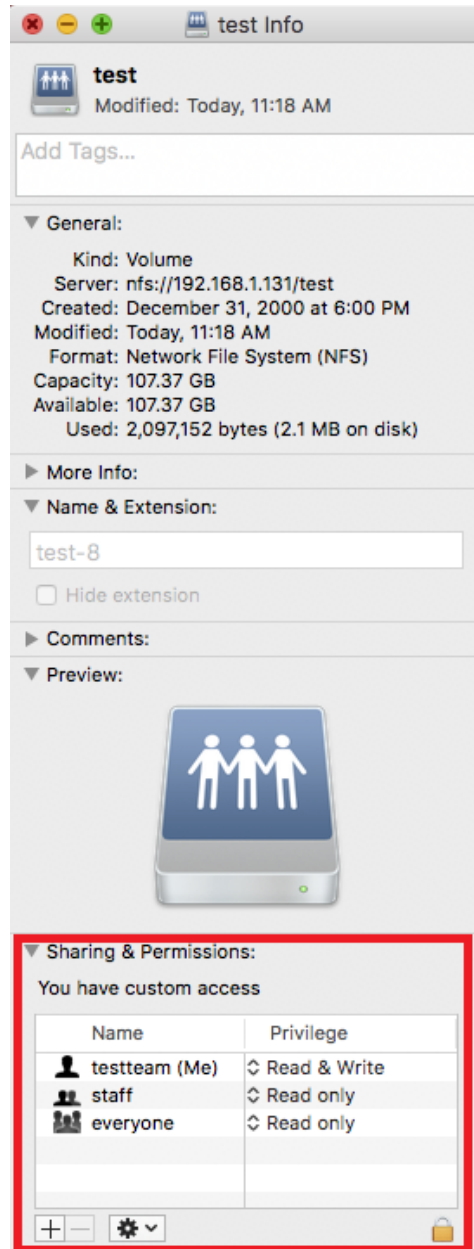 test Info
test
Modified: Today, 11:18 AM
Add Tags...
General:
Kind: Volume
Server: nfs://192.168.1.131/test
Created: December 31, 2000 at 6:00 PM
Modified: Today, 11:18 AM
Format: Network File System (NFS)
Capacity: 107.37 GB
Available: 107.37 GB
Used: 2,097,152 bytes (2.1 MB on disk)
More Info:
Name & Extension:
test-8
Hide extension
Comments:
Preview:
Sharing & Permissions:
You have custom access
Name Privilege
testteam (Me) Read & Write
staff Read only
everyone Read only